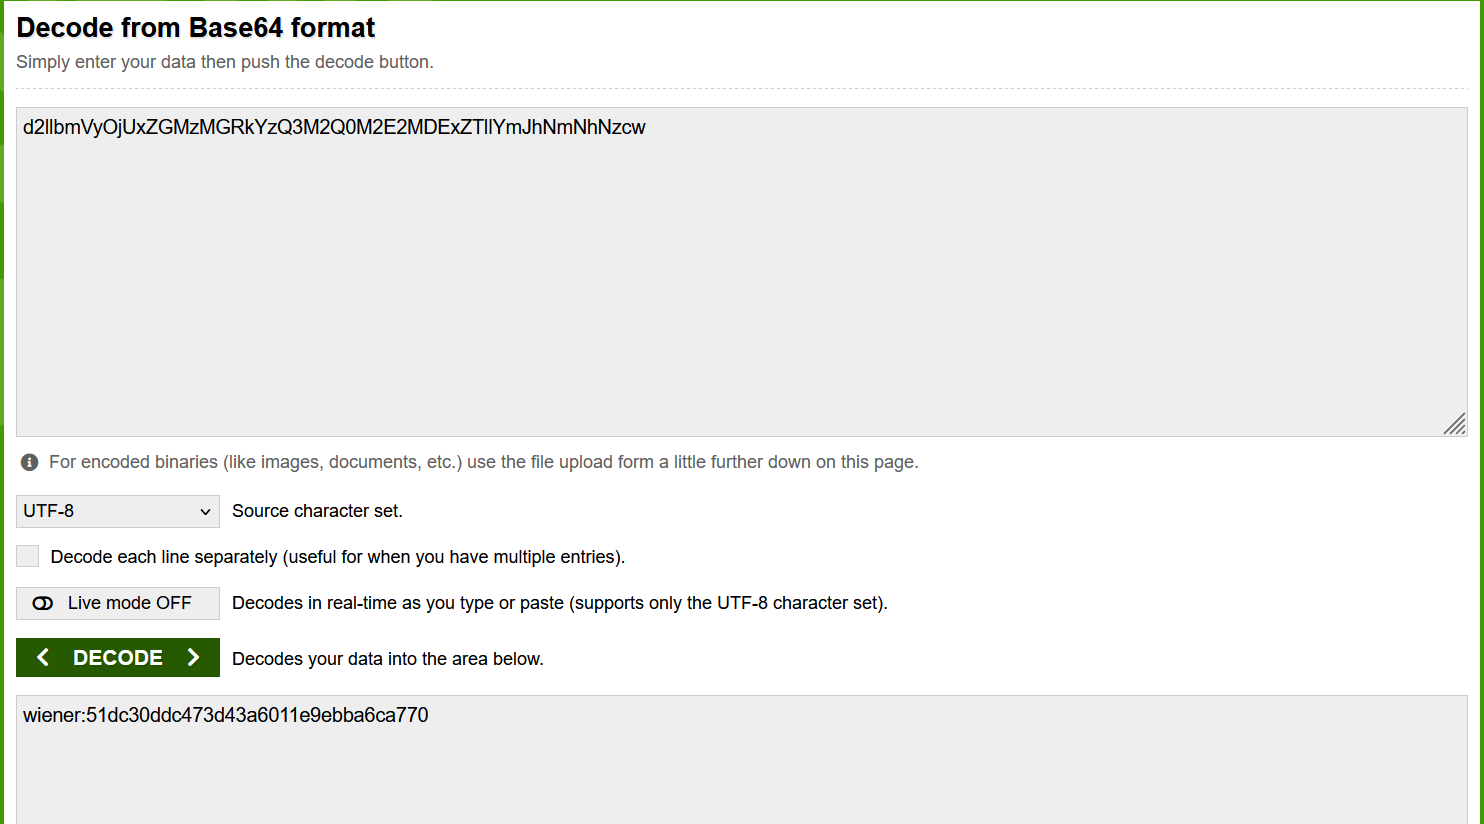 Decode from Base64 format
Simply enter your data then push the decode button.
d2llbmVyOjUxZGMzMGRkYzQ3M2Q0M2E2MDExZTllYmJhNmNhNzcw
For encoded binaries (like images, documents, etc.) use the file upload form a little further down on this page.
UTF-8 Source character set.
Decode each line separately (useful for when you have multiple entries).
Live mode OFF Decodes in real-time as you type or paste (supports only the UTF-8 character set).
< DECODE > Decodes your data into the area below.
wiener:51dc30ddc473d43a6011e9ebba6ca770